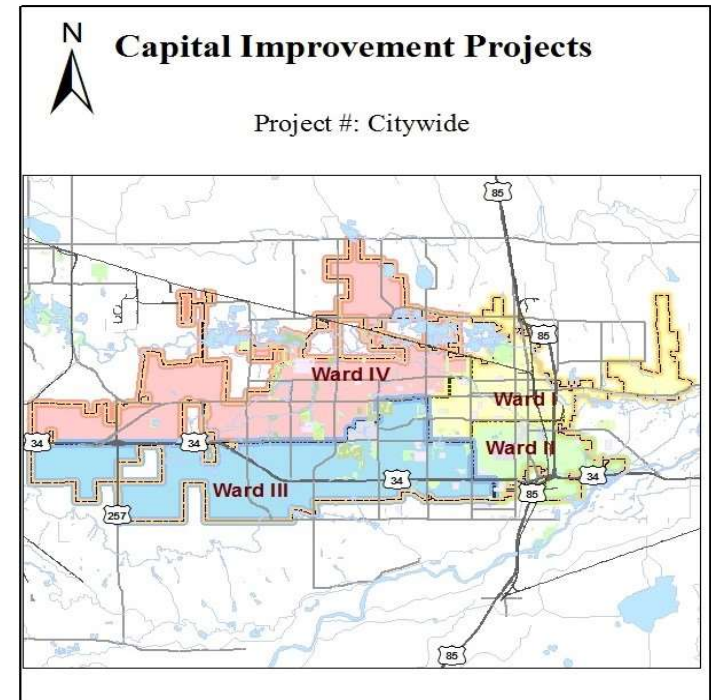 N
Capital Improvement Projects
Project #: Citywide
85
85
Ward IV
Ward I
34
34
Ward II
Ward III
34
34
85
257
85